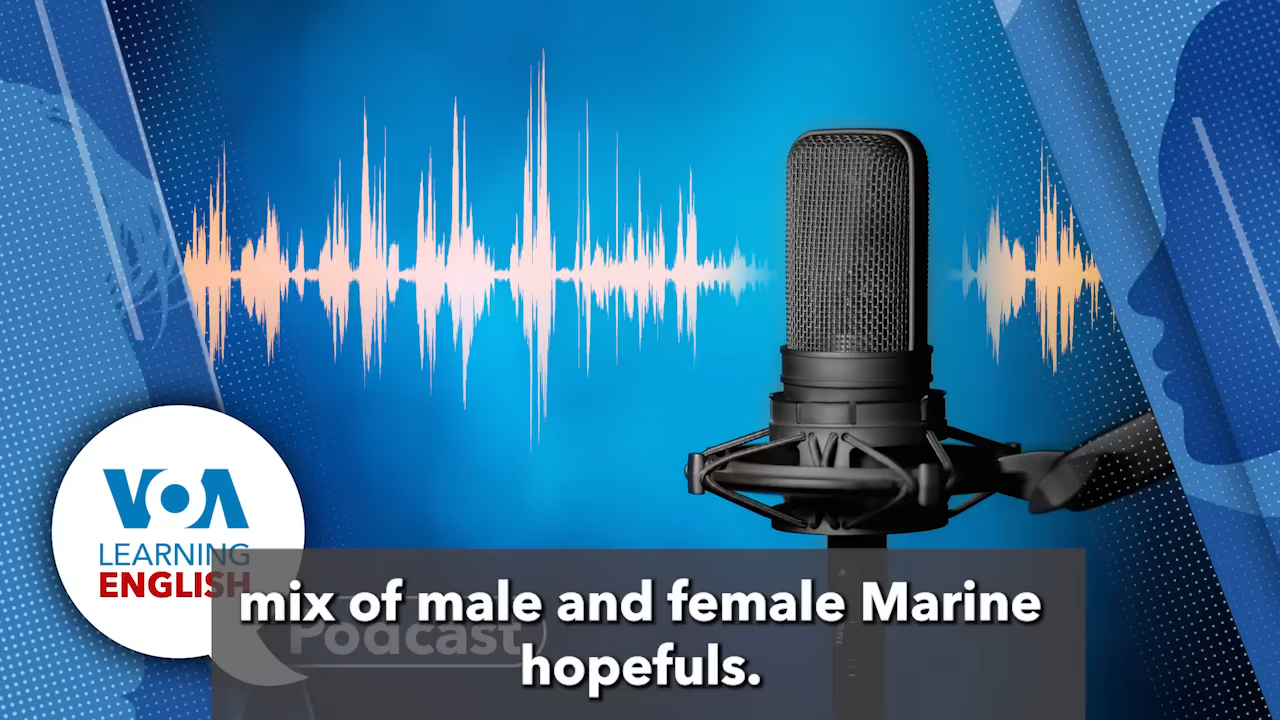 VOA
LEARNING
ENGLISH
Podcast
mix of male and female Marine
hopefuls.